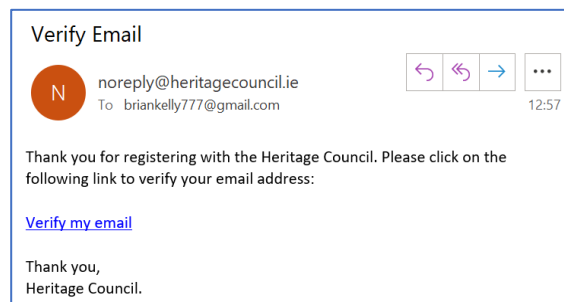 Verify Email
N
noreply@heritagecouncil.ie
To briankelly777@gmail.com
12:57
Thank you for registering with the Heritage Council. Please click on the
following link to verify your email address:
Verify my email
Thank you,
Heritage Council.